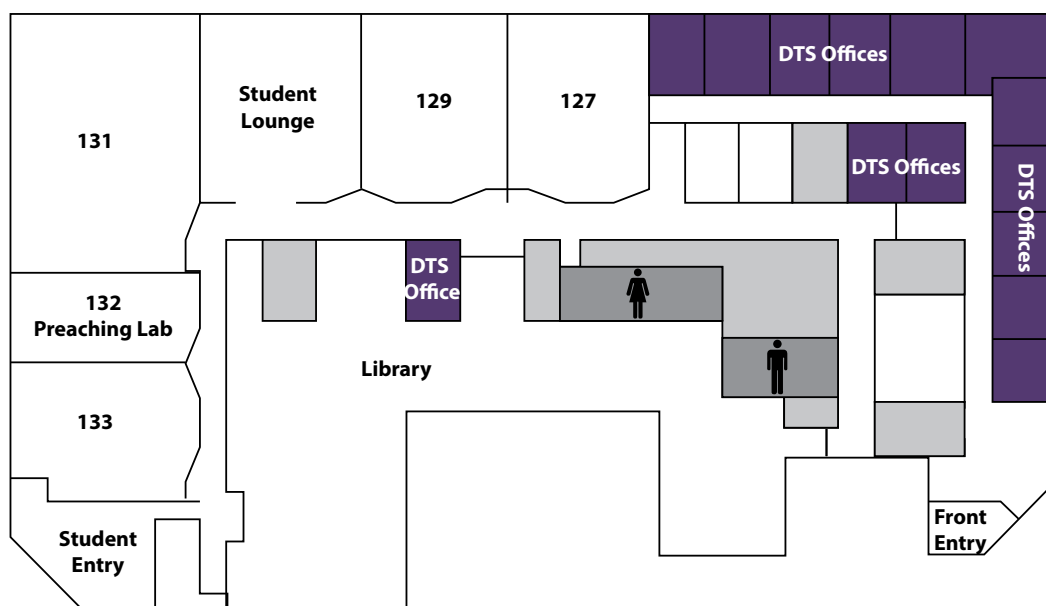 DTS Offices
Student
Lounge
129
127
131
DTS Offices
DTS Offices
DTS
Office
132
Preaching Lab
Library
133
Student
Entry
Front
Entry